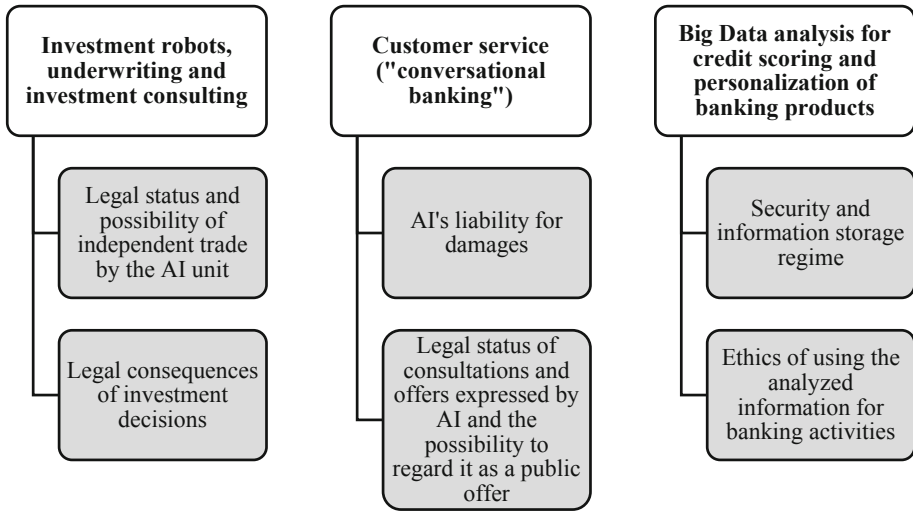 Investment robots,
underwriting and
investment consulting
Legal status and
possibility of
independent trade
by the AI unit
Legal consequences
of investment
decisions
Customer service
("conversational
banking")
AI's liability for
damages
Legal status of
consultations and
offers expressed by
AI and the
possibility to
regard it as a public
offer
Big Data analysis for
credit scoring and
personalization of
banking products
Security and
information storage
regime
Ethics of using the
analyzed
information for
banking activities